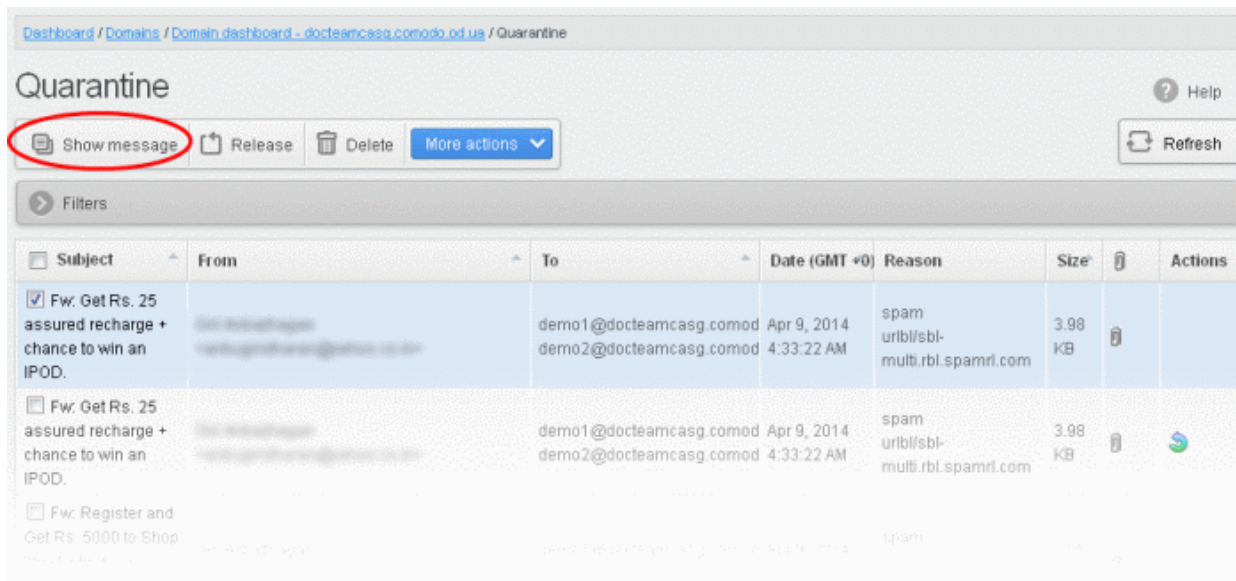 Dashboard / Domains / Domain dashboard - docteamcasg.comodo.od.ua / Quarantine
Quarantine
Help
Show message
Release
Delete
More actions
Refresh
Filters
Subject From To Date (GMT +0) Reason Size Actions
Fw: Get Rs. 25
assured recharge +
chance to win an
IPOD.
demo1@docteamcasg.comod
demo2@docteamcasg.comod
Apr 9, 2014
4:33:22 AM
spam
urlbl/sbl-
multi.rbl.spamrl.com
3.98
KB
Fw: Get Rs. 25
assured recharge +
chance to win an
IPOD.
demo1@docteamcasg.comod
demo2@docteamcasg.comod
Apr 9, 2014
4:33:22 AM
spam
urlbl/sbl-
multi.rbl.spamrl.com
3.98
KB
Fw: Register and
Get Rs. 5000 to Shop
spam